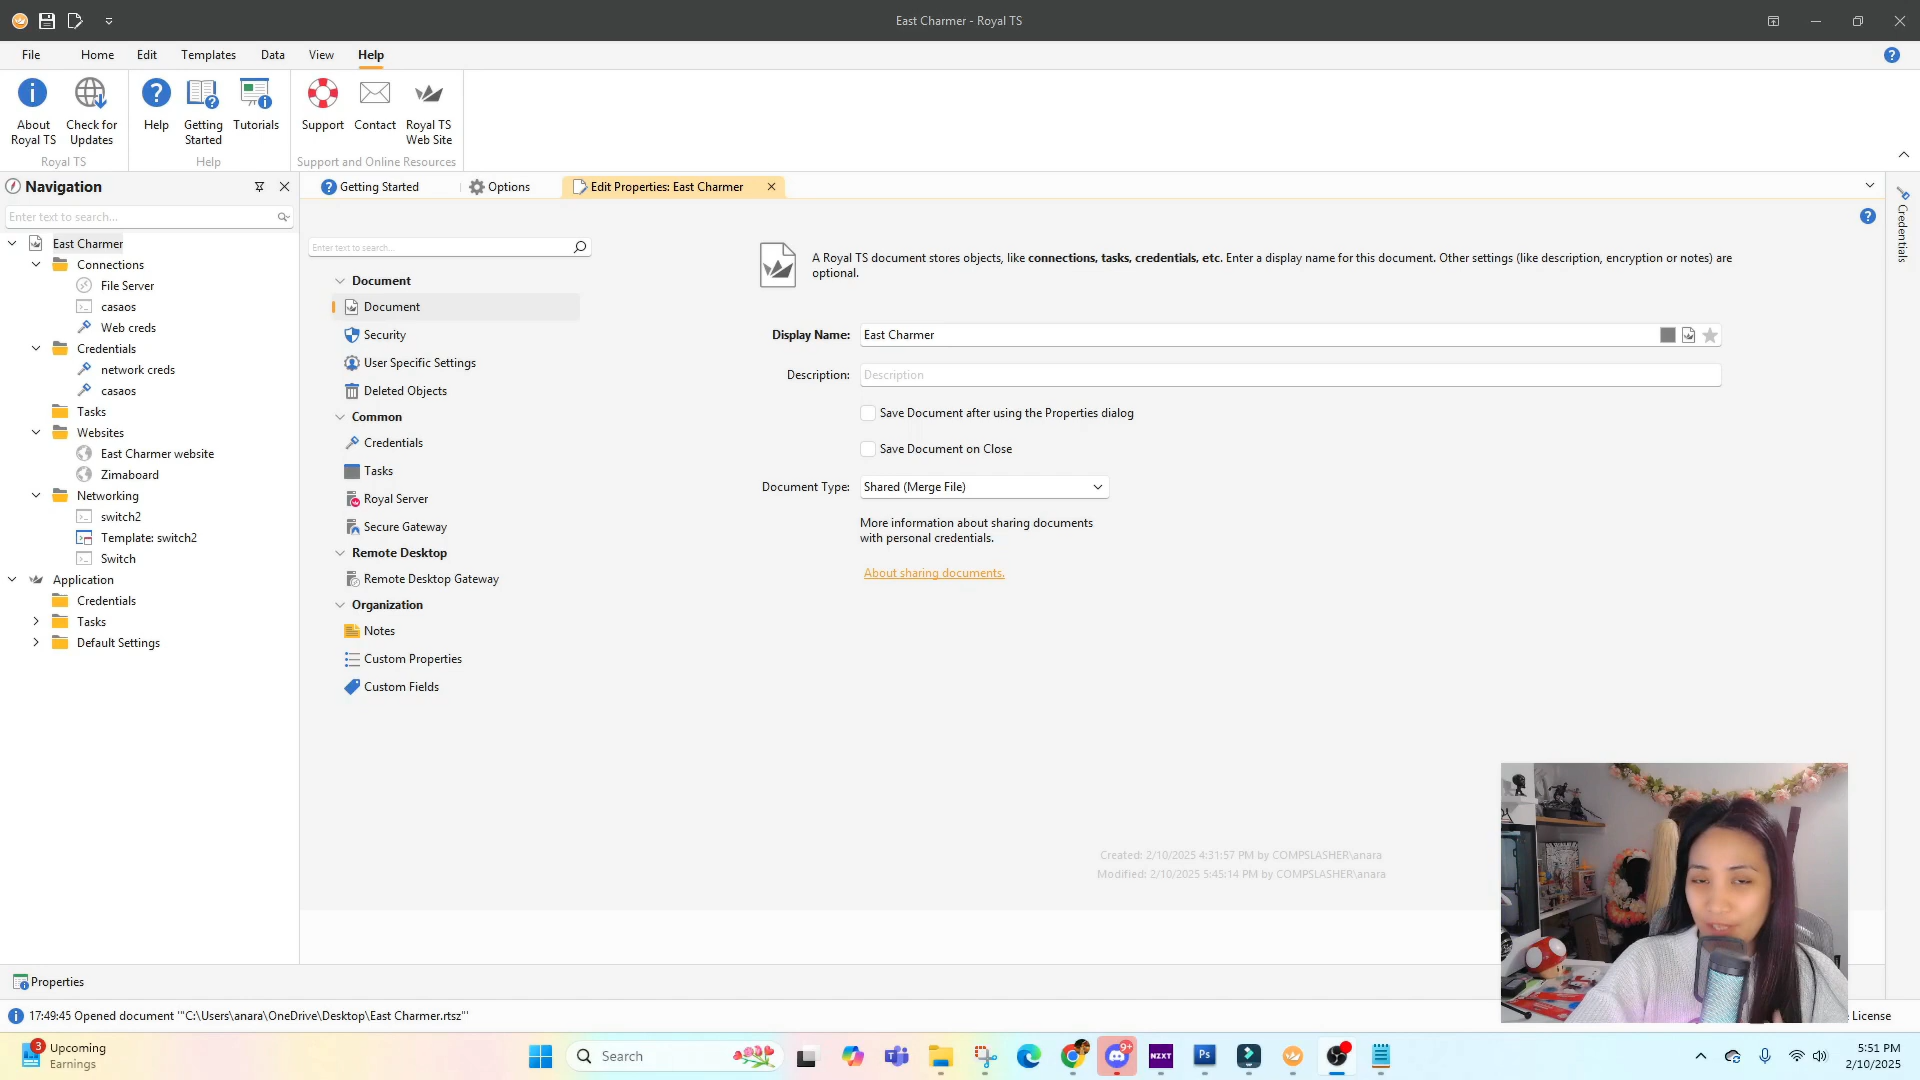 East Charmer - Royal TS
File Home Edit Templates Data View Help
About Royal TS
Check for Updates
Help
Getting Started
Tutorials
Support
Contact
Royal TS Web Site
Royal TS
Help
Support and Online Resources
Navigation
Enter text to search...
East Charmer
Connections
File Server
casaos
Web creds
Credentials
network creds
casaos
Tasks
Websites
East Charmer website
Zimaboard
Networking
switch2
Template: switch2
Switch
Application
Credentials
Tasks
Default Settings
Getting Started
Options
Edit Properties: East Charmer
Credentials
Enter text to search...
Document
Document
Security
User Specific Settings
Deleted Objects
Common
Credentials
Tasks
Royal Server
Secure Gateway
Remote Desktop
Remote Desktop Gateway
Organization
Notes
Custom Properties
Custom Fields
A Royal TS document stores objects, like connections, tasks, credentials, etc. Enter a display name for this document. Other settings (like description, encryption or notes) are
optional.
Display Name: East Charmer
Description: Description
Save Document after using the Properties dialog
Save Document on Close
Document Type: Shared (Merge File)
More information about sharing documents
with personal credentials.
About sharing documents.
Created: 2/10/2025 4:31:57 PM by COMPSLASHER\anara
Modified: 2/10/2025 5:45:14 PM by COMPSLASHER\anara
Properties
17:49:45 Opened document '"C:\Users\anara\OneDrive\Desktop\East Charmer.rtsz"'
License
3
Upcoming
Earnings
Search
9+
NZXT
Ps
5:51 PM
2/10/2025